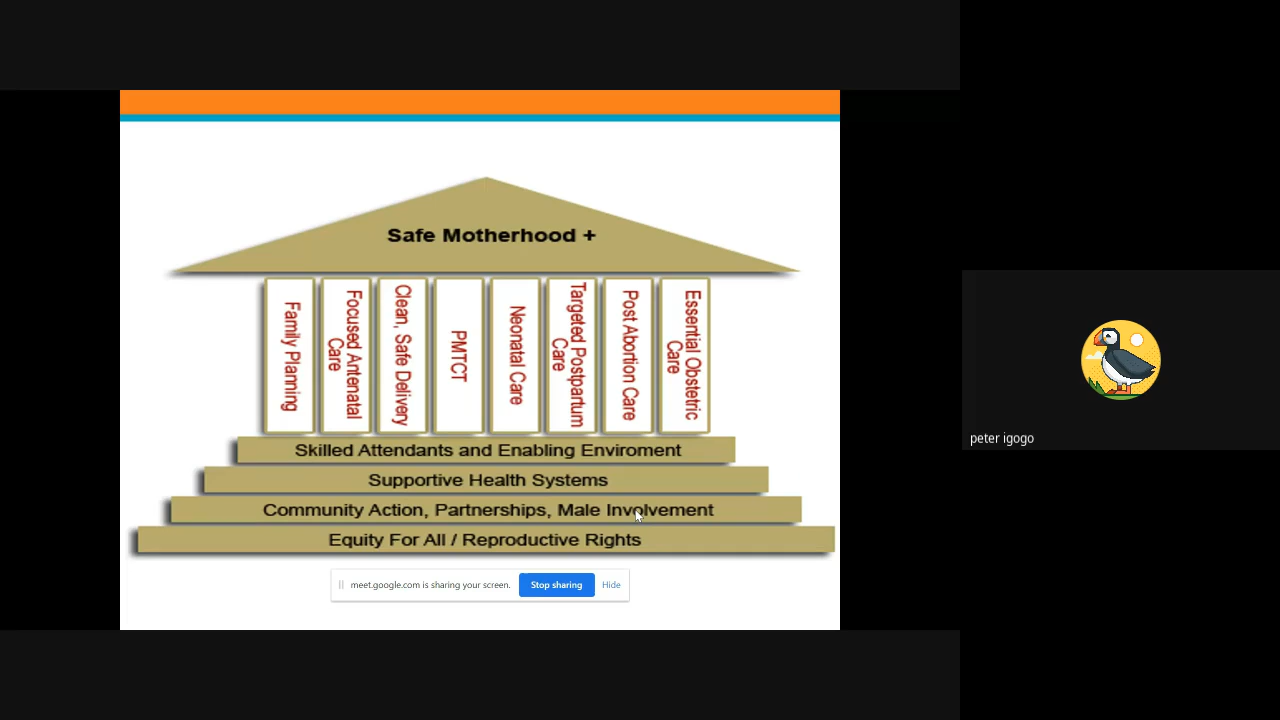 Safe Motherhood +
Family Planning
Focused Antenatal
Care
Clean, Safe Delivery
PMTCT
Neonatal Care
Targeted Postpartum
Care
Post Abortion Care
Essential Obstetric
Care
Skilled Attendants and Enabling Enviroment
Supportive Health Systems
Community Action, Partnerships, Male Involvement
Equity For All / Reproductive Rights
meet.google.com is sharing your screen.
Stop sharing
Hide
peter igogo